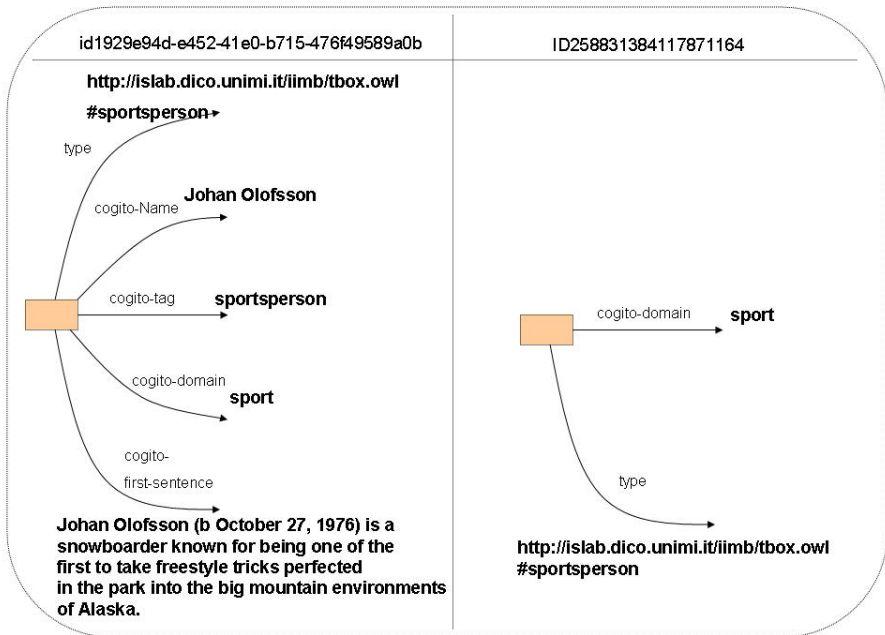 id1929e94d-e452-41e0-b715-476f49589a0b
http://islab.dico.unimi.it/iimb/tbox.owl
#sportsperson
type
cogito-Name
Johan Olofsson
cogito-tag
sportsperson
cogito-domain
sport
cogito-
first-sentence
Johan Olofsson (b October 27, 1976) is a
snowboarder known for being one of the
first to take freestyle tricks perfected
in the park into the big mountain environments
of Alaska.
ID258831384117871164
cogito-domain
sport
type
http://islab.dico.unimi.it/iimb/tbox.owl
#sportsperson